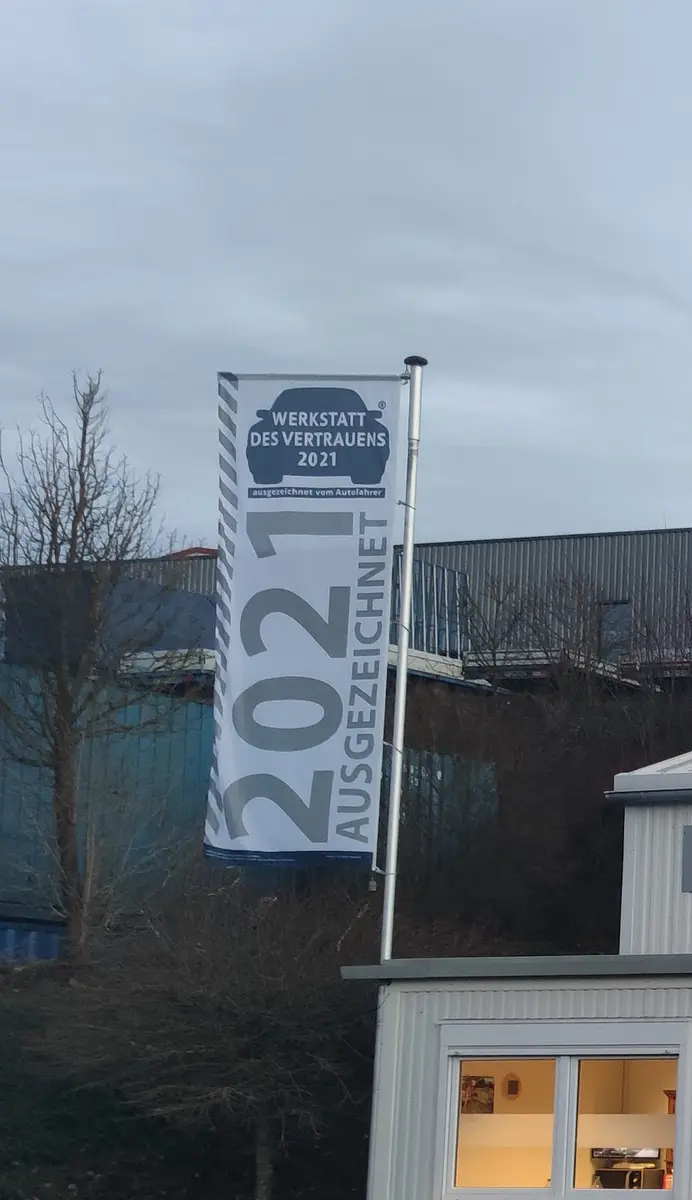 WERKSTATT
DES VERTRAUENS
2021
®
ausgezeichnet vom Autofahrer
2021
AUSGEZEICHNET